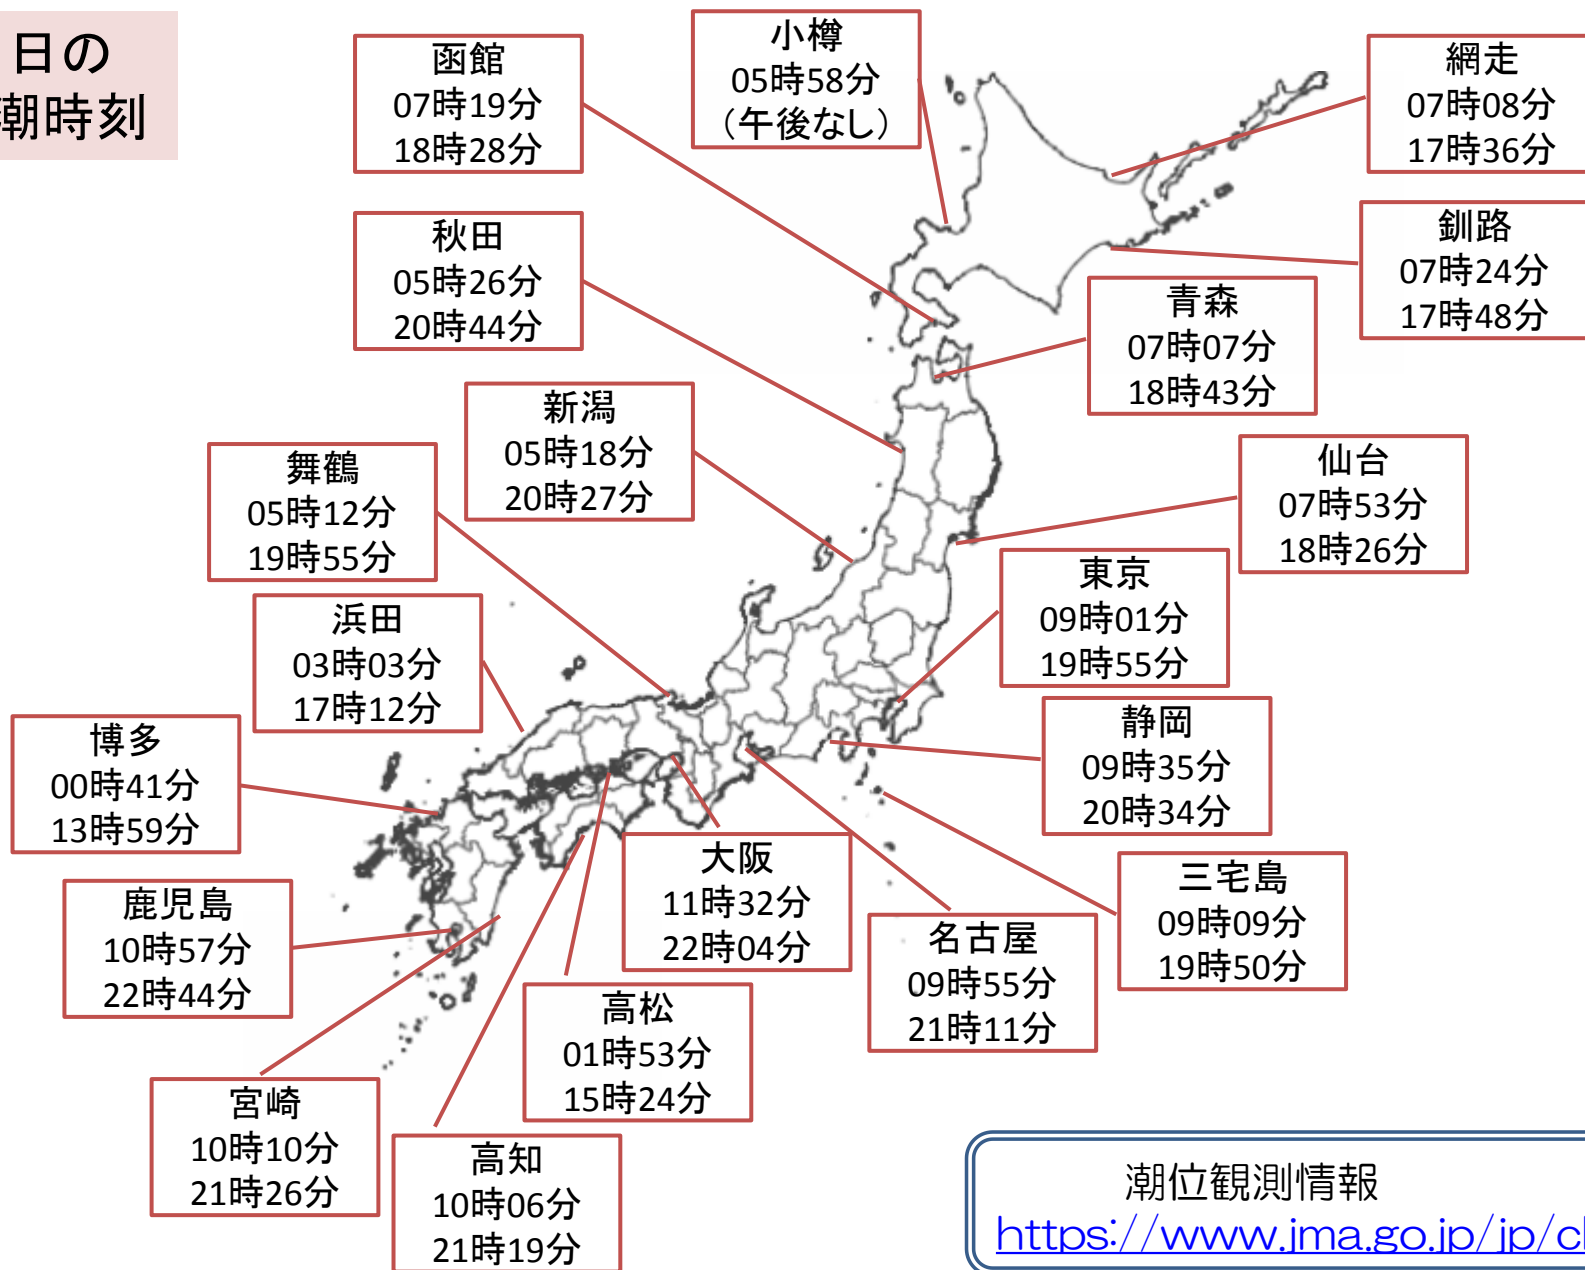 日の
潮時刻
函館
07時19分
18時28分
小樽
05時58分
（午後なし）
網走
07時08分
17時36分
秋田
05時26分
20時44分
釧路
07時24分
17時48分
青森
07時07分
18時43分
新潟
05時18分
20時27分
舞鶴
05時12分
19時55分
仙台
07時53分
18時26分
東京
09時01分
19時55分
浜田
03時03分
17時12分
静岡
09時35分
20時34分
博多
00時41分
13時59分
大阪
11時32分
22時04分
三宅島
09時09分
19時50分
鹿児島
10時57分
22時44分
名古屋
09時55分
21時11分
高松
01時53分
15時24分
宮崎
10時10分
21時26分
高知
10時06分
21時19分
潮位観測情報
https://www.jma.go.jp/jp/c